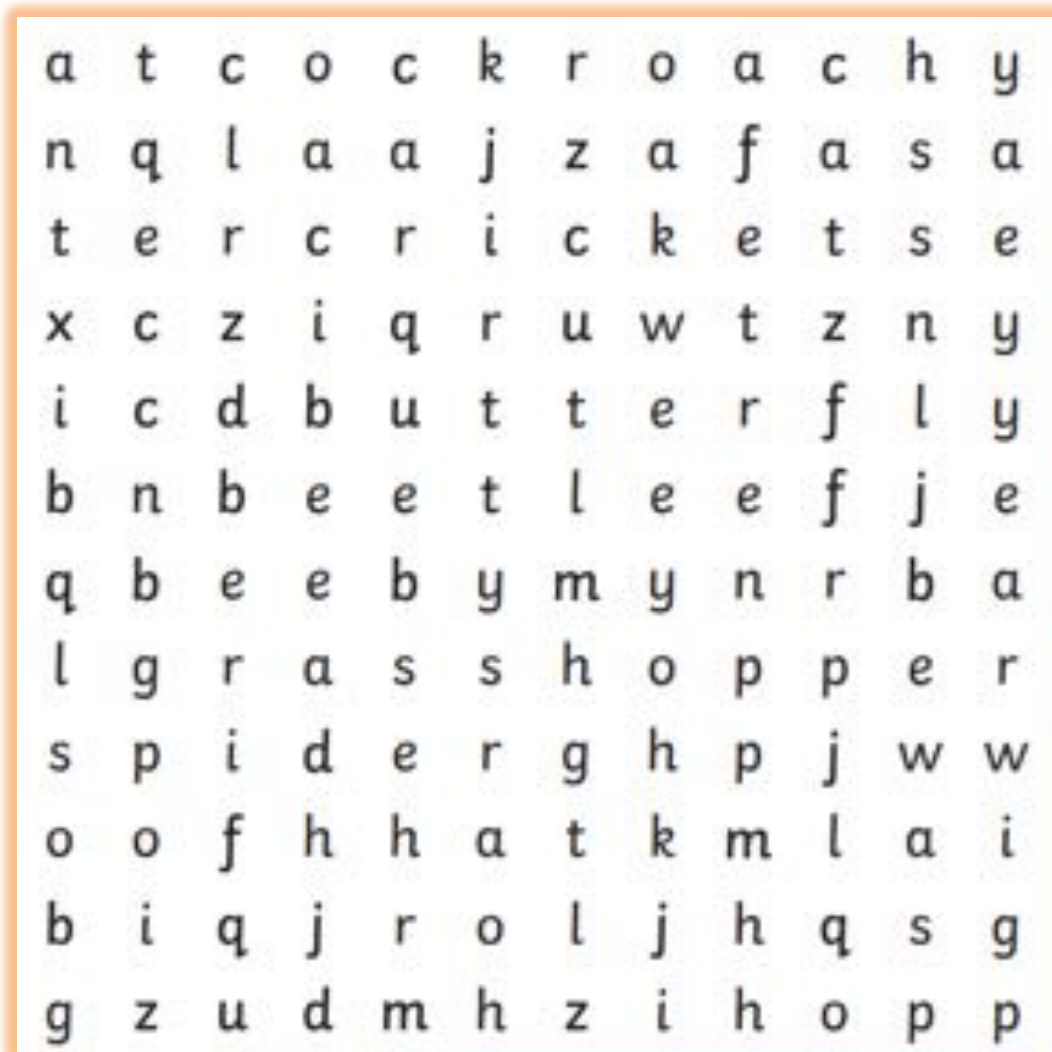 a t c o c k r o a c h y
n q l a a j z a f a s a
t e r c r i c k e t s e
x c z i q r u w t z n y
i c d b u t t e r f l y
b n b e e t l e e f j e
q b e e b y m y n r b a
l g r a s s h o p p e r
s p i d e r g h p j w w
o o f h h a t k m l a i
b i q j r o l j h q s g
g z u d m h z i h o p p